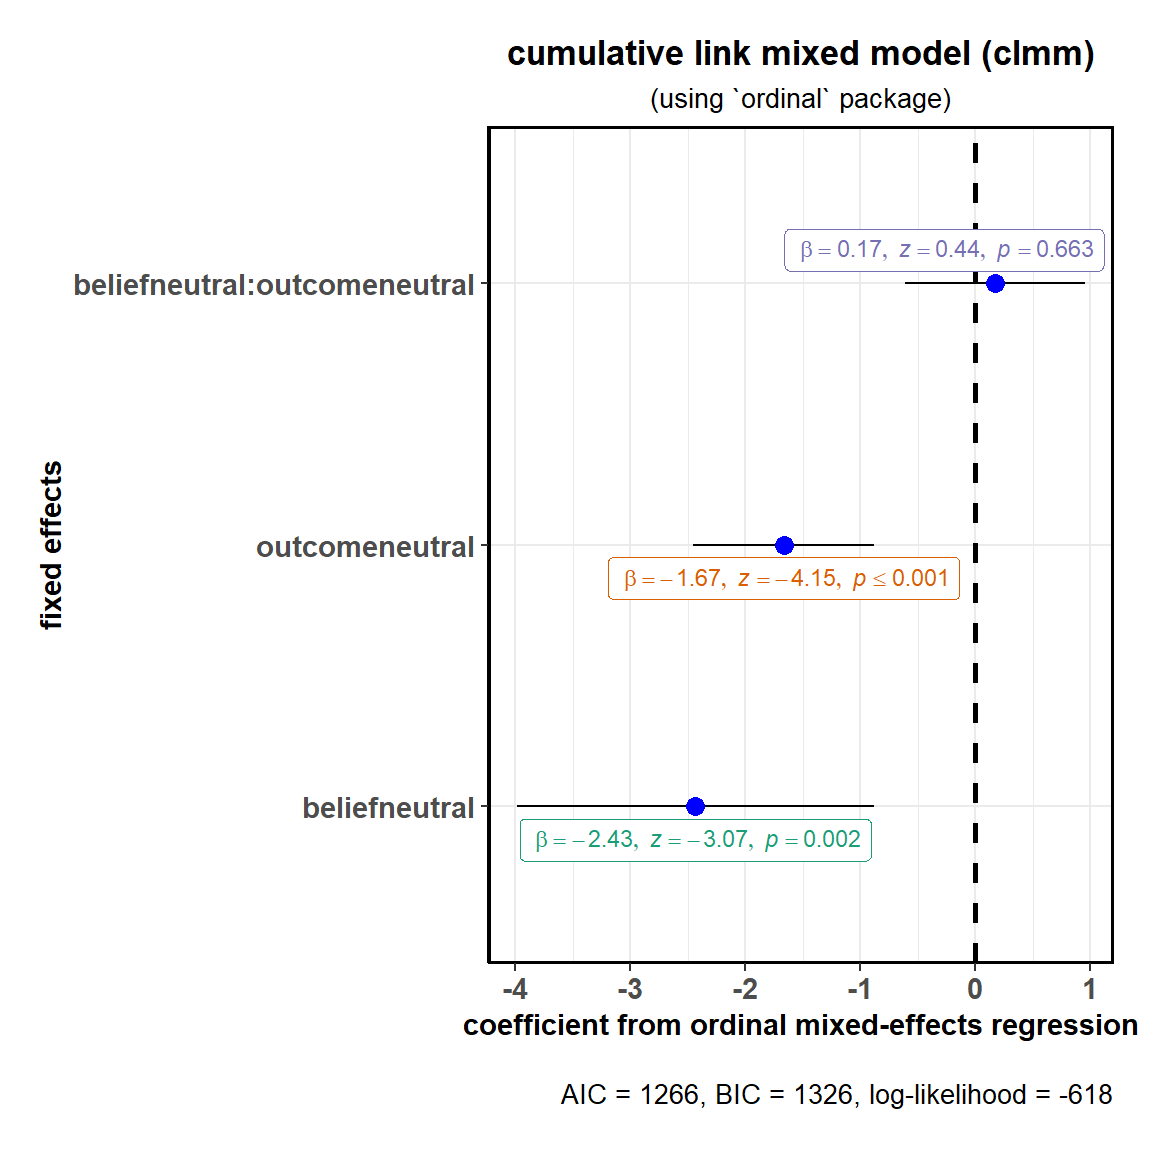 cumulative link mixed model (clmm)
(using `ordinal` package)
fixed effects
beliefneutral:outcomeneutral
β = 0.17, z = 0.44, p = 0.663
outcomeneutral
β = −1.67, z = −4.15, p ≤ 0.001
beliefneutral
β = −2.43, z = −3.07, p = 0.002
-4 -3 -2 -1 0 1
coefficient from ordinal mixed-effects regression
AIC = 1266, BIC = 1326, log-likelihood = -618